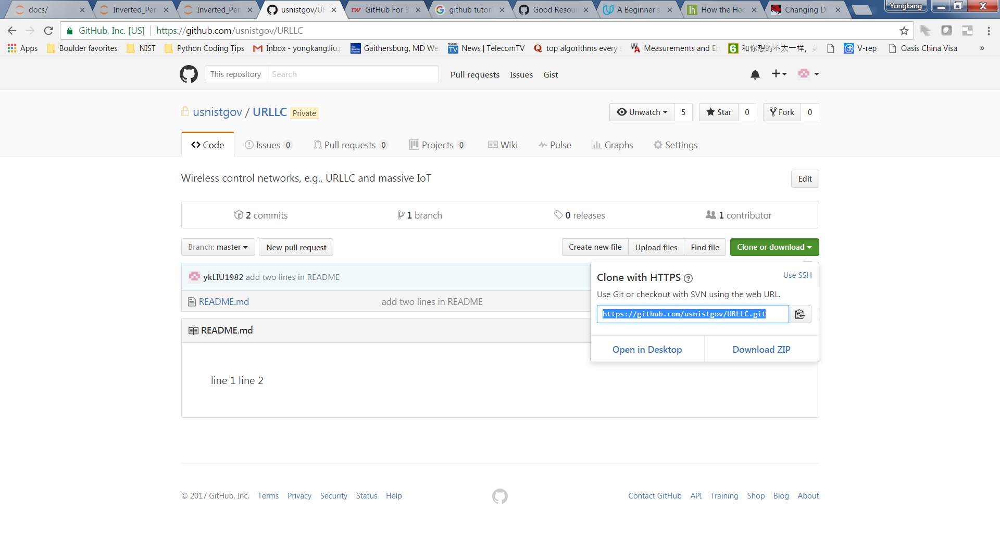 docs/
Inverted_Pen
Inverted_Pen
usnistgov/UR
GitHub For B
github tutori
Good Resour
A Beginner's
How the Hec
Changing Di
Yongkang
GitHub, Inc. [US]
https://github.com/usnistgov/URLLC
Apps
Boulder favorites
NIST
Python Coding Tips
Inbox - yongkang.liu.p
Gaithersburg, MD We
News | TelecomTV
top algorithms every s
Measurements and Er
和你想的不太一样，
V-rep
Oasis China Visa
»
This repository
Search
Pull requests
Issues
Gist
usnistgov / URLLC
Private
Unwatch
5
Star
0
Fork
0
Code
Issues 0
Pull requests 0
Projects 0
Wiki
Pulse
Graphs
Settings
Wireless control networks, e.g., URLLC and massive IoT
Edit
2 commits
1 branch
0 releases
1 contributor
Branch: master
New pull request
Create new file
Upload files
Find file
Clone or download
ykLIU1982 add two lines in README
README.md
add two lines in README
Clone with HTTPS
Use SSH
Use Git or checkout with SVN using the web URL.
https://github.com/usnistgov/URLLC.git
Open in Desktop
Download ZIP
README.md
line 1 line 2
© 2017 GitHub, Inc.
Terms
Privacy
Security
Status
Help
Contact GitHub
API
Training
Shop
Blog
About